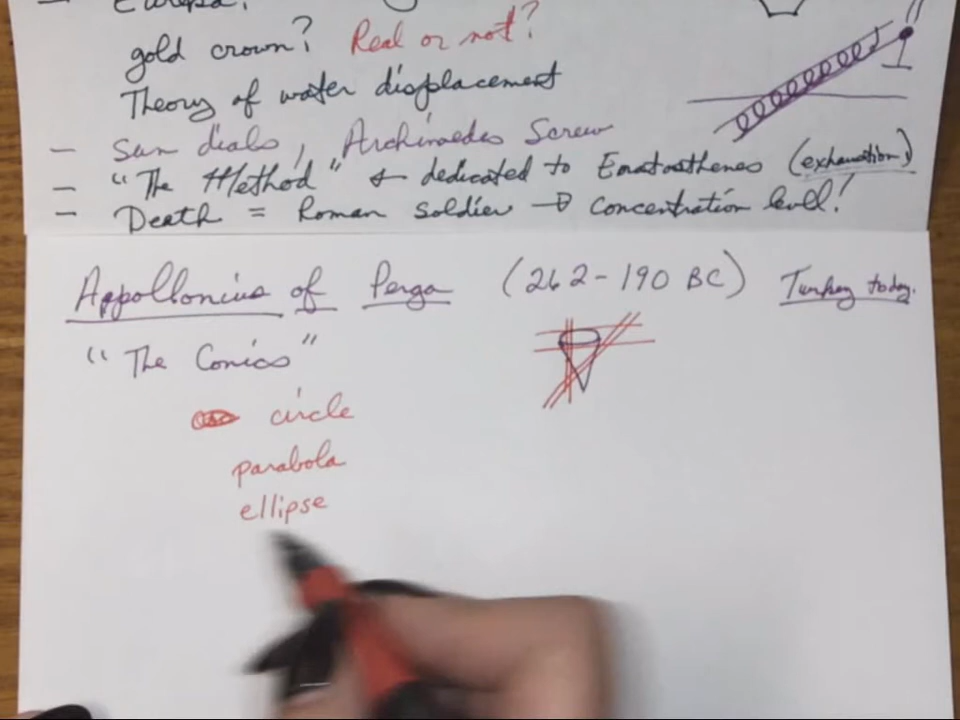 — Eurepa!
gold crown? Real or not?
Theory of water displacement
— Sun dials, Archimedes Screw
— "The Method" & dedicated to Eratosthenes (exhaustion)
— Death = Roman soldier → concentration level!
Appollonius of Perga (262-190 BC) Turkey today.
"The Conics"
circle
parabola
ellipse